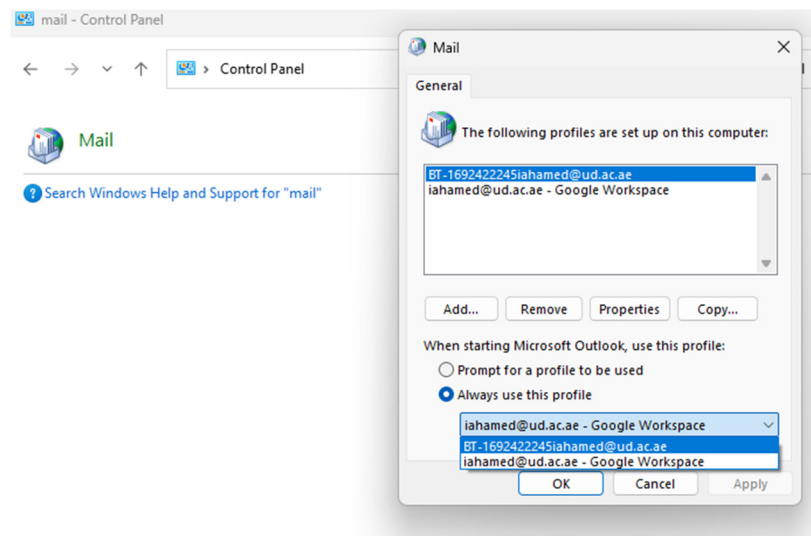 mail - Control Panel
Control Panel
Mail
Search Windows Help and Support for "mail"
Mail
General
The following profiles are set up on this computer:
BT-1692422245iahamed@ud.ac.ae
iahamed@ud.ac.ae - Google Workspace
Add...
Remove
Properties
Copy...
When starting Microsoft Outlook, use this profile:
Prompt for a profile to be used
Always use this profile
iahamed@ud.ac.ae - Google Workspace
BT-1692422245iahamed@ud.ac.ae
iahamed@ud.ac.ae - Google Workspace
OK
Cancel
Apply